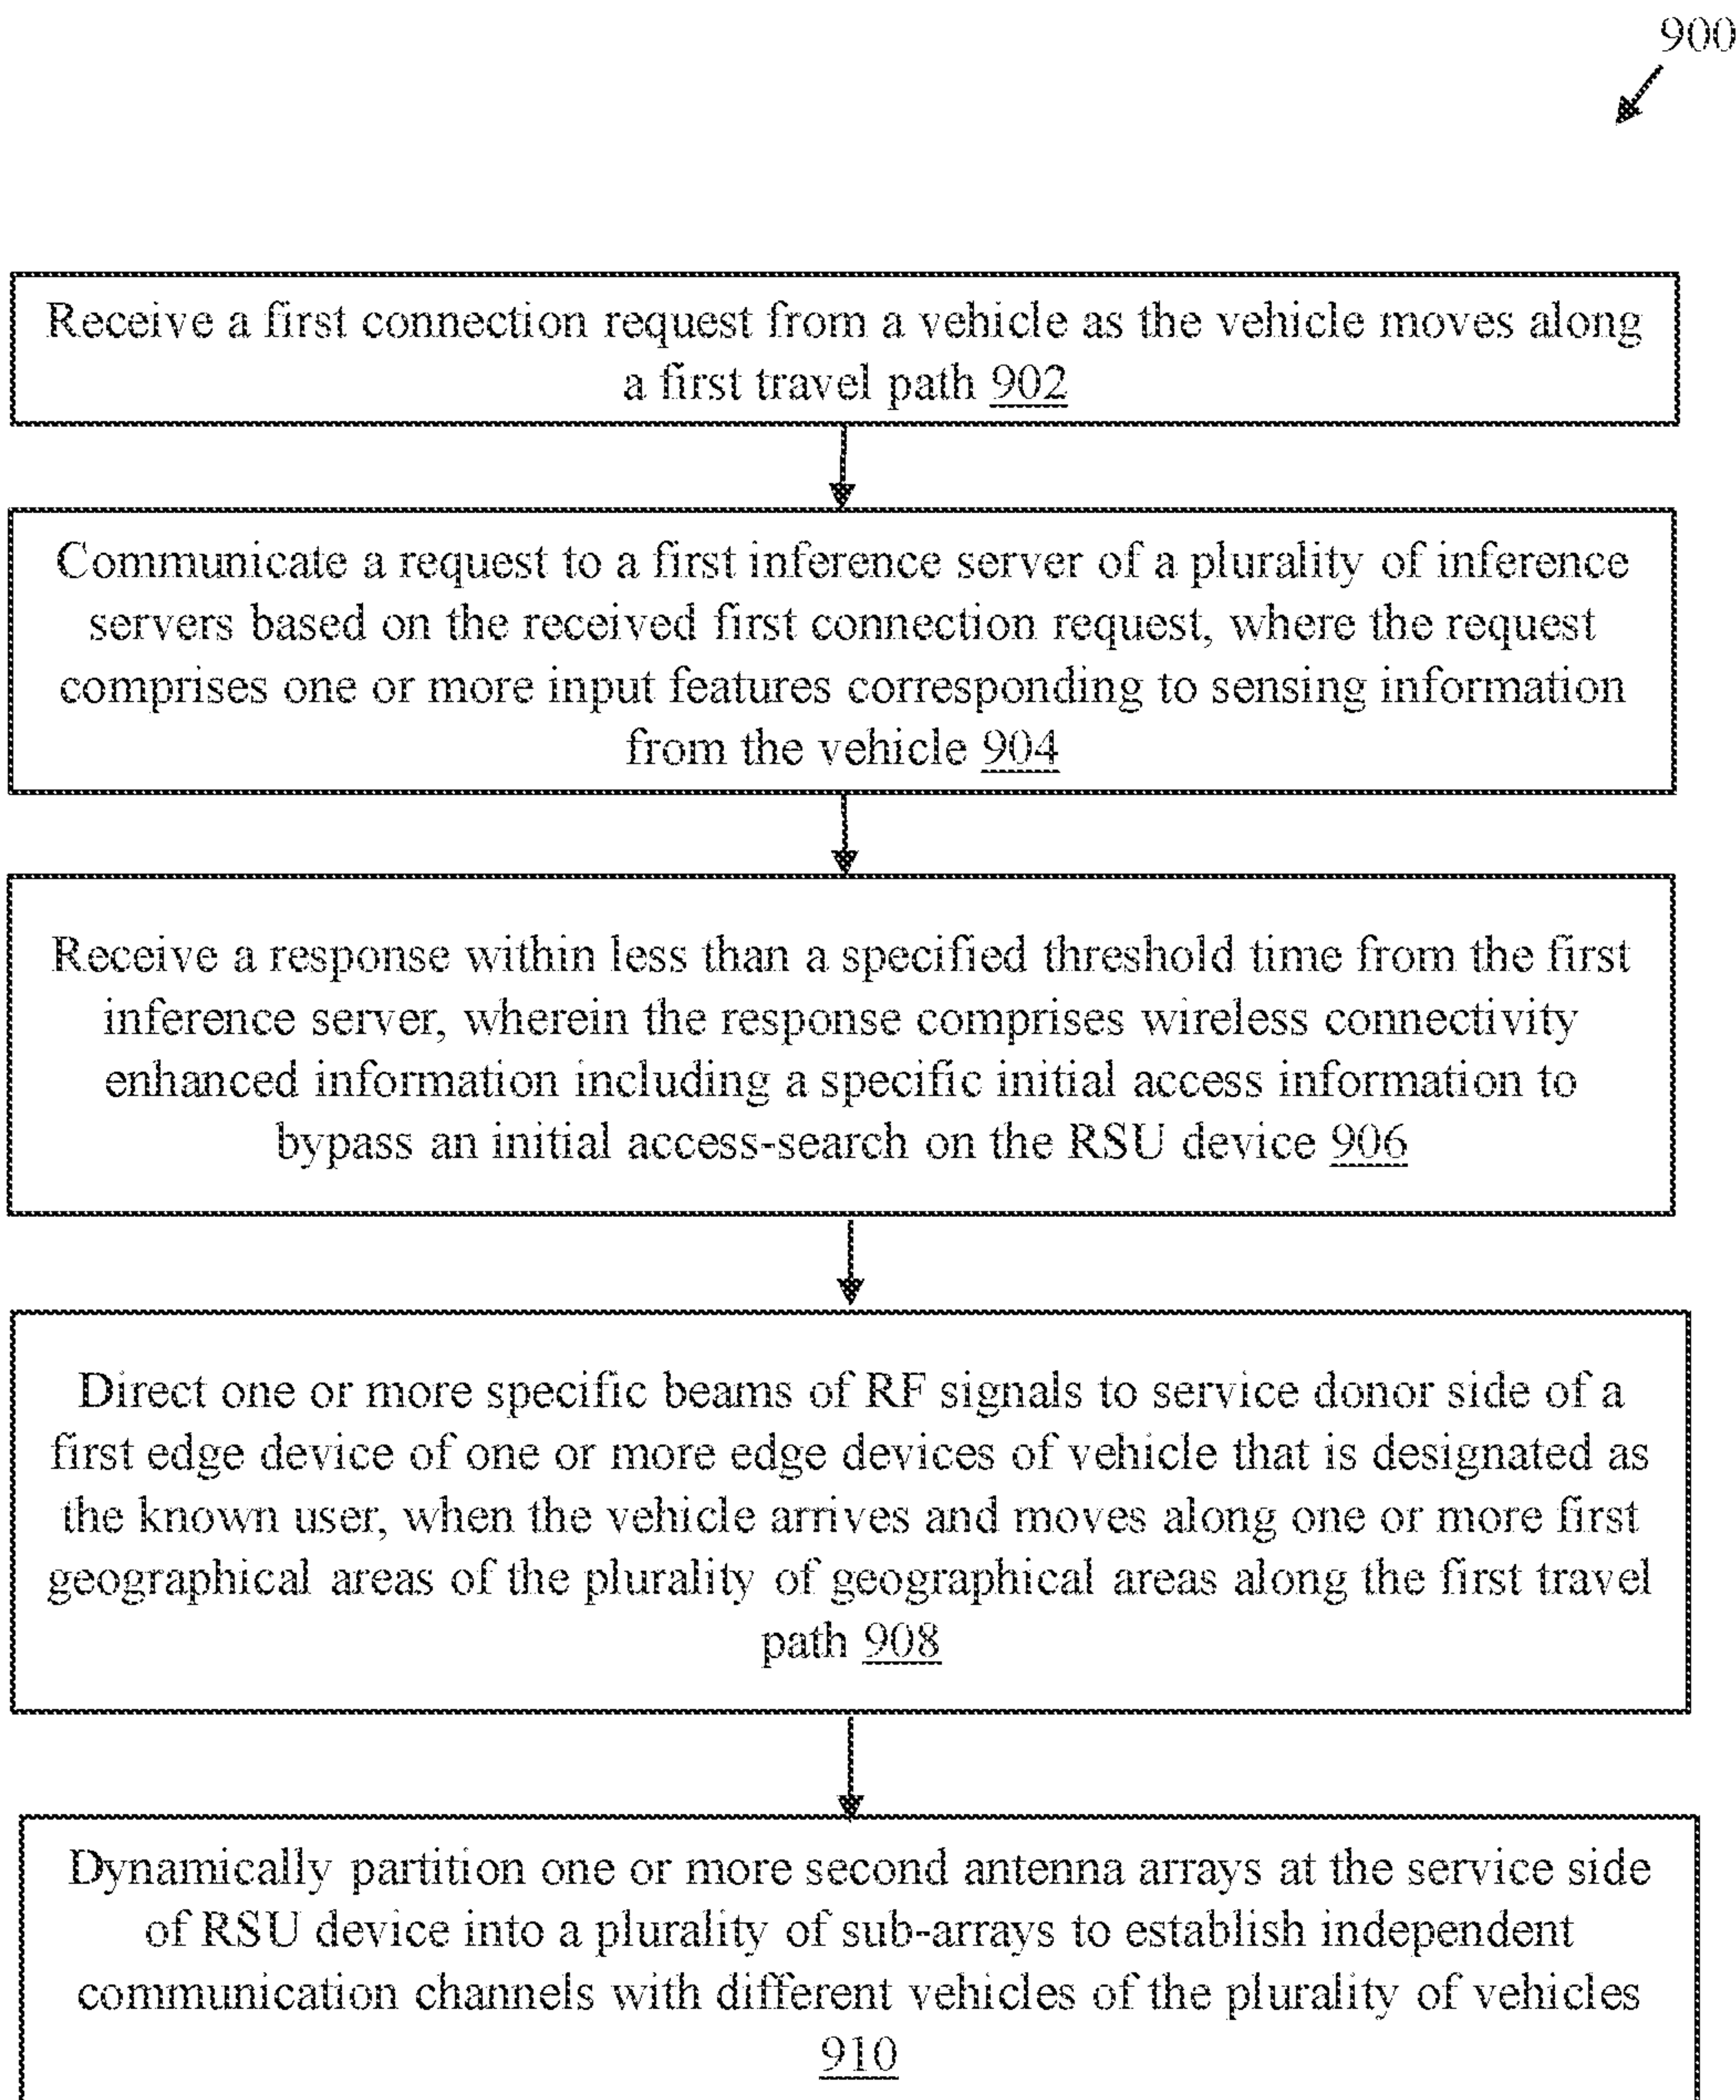 900
Receive a first connection request from a vehicle as the vehicle moves along
a first travel path 902
Communicate a request to a first inference server of a plurality of inference
servers based on the received first connection request, where the request
comprises one or more input features corresponding to sensing information
from the vehicle 904
Receive a response within less than a specified threshold time from the first
inference server, wherein the response comprises wireless connectivity
enhanced information including a specific initial access information to
bypass an initial access-search on the RSU device 906
Direct one or more specific beams of RF signals to service donor side of a
first edge device of one or more edge devices of vehicle that is designated as
the known user, when the vehicle arrives and moves along one or more first
geographical areas of the plurality of geographical areas along the first travel
path 908
Dynamically partition one or more second antenna arrays at the service side
of RSU device into a plurality of sub-arrays to establish independent
communication channels with different vehicles of the plurality of vehicles
910